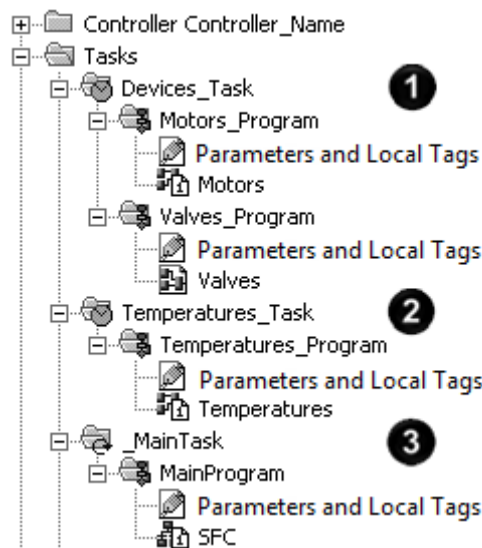 Controller Controller_Name
Tasks
Devices_Task 1
Motors_Program
Parameters and Local Tags
Motors
Valves_Program
Parameters and Local Tags
Valves
Temperatures_Task 2
Temperatures_Program
Parameters and Local Tags
Temperatures
_MainTask 3
MainProgram
Parameters and Local Tags
SFC